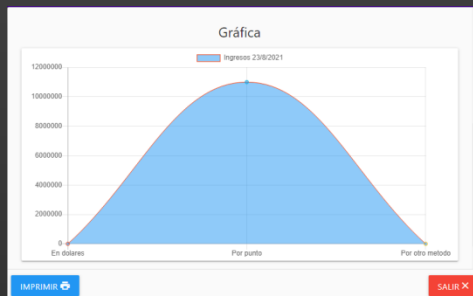 Gráfica
Ingresos 23/8/2021
12000000
10000000
8000000
6000000
4000000
2000000
0
En dolares Por punto Por otro metodo
IMPRIMIR SALIR